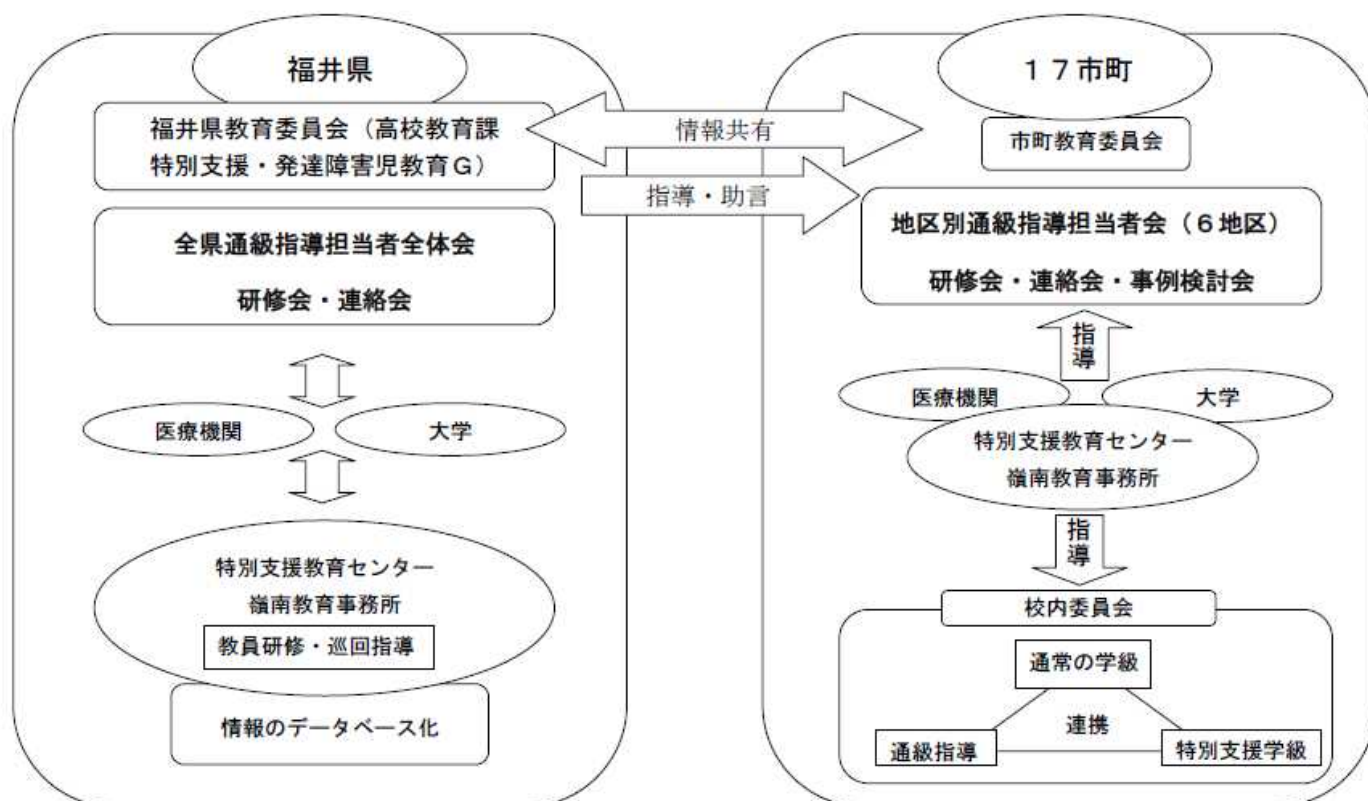 福井県
福井県教育委員会（高校教育課
特別支援・発達障害児教育Ｇ）
全県通級指導担当者全体会
研修会・連絡会
医療機関
大学
特別支援教育センター
嶺南教育事務所
教員研修・巡回指導
情報のデータベース化
情報共有
指導・助言
１７市町
市町教育委員会
地区別通級指導担当者会（６地区）
研修会・連絡会・事例検討会
指導
医療機関
大学
特別支援教育センター
嶺南教育事務所
指導
校内委員会
通常の学級
連携
通級指導
特別支援学級